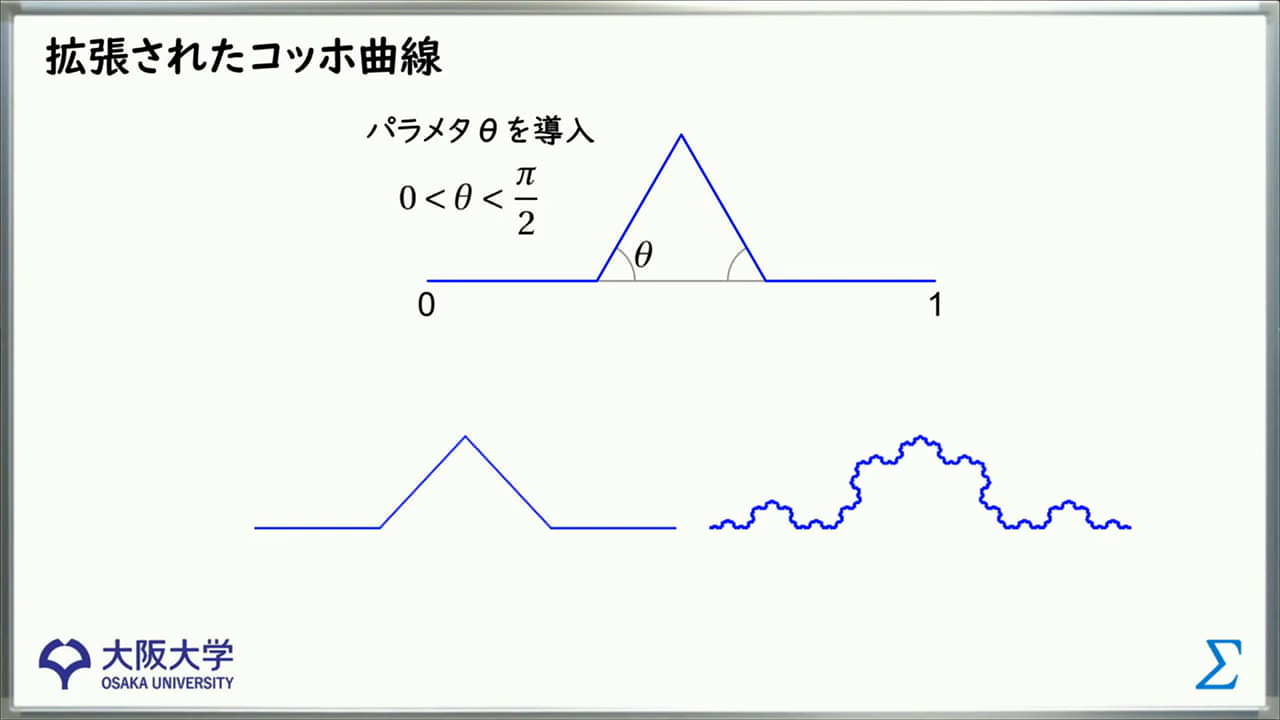 拡張されたコッホ曲線
パラメタ θ を導入
0 < θ < π/2
θ
0
1
大阪大学
OSAKA UNIVERSITY
Σ